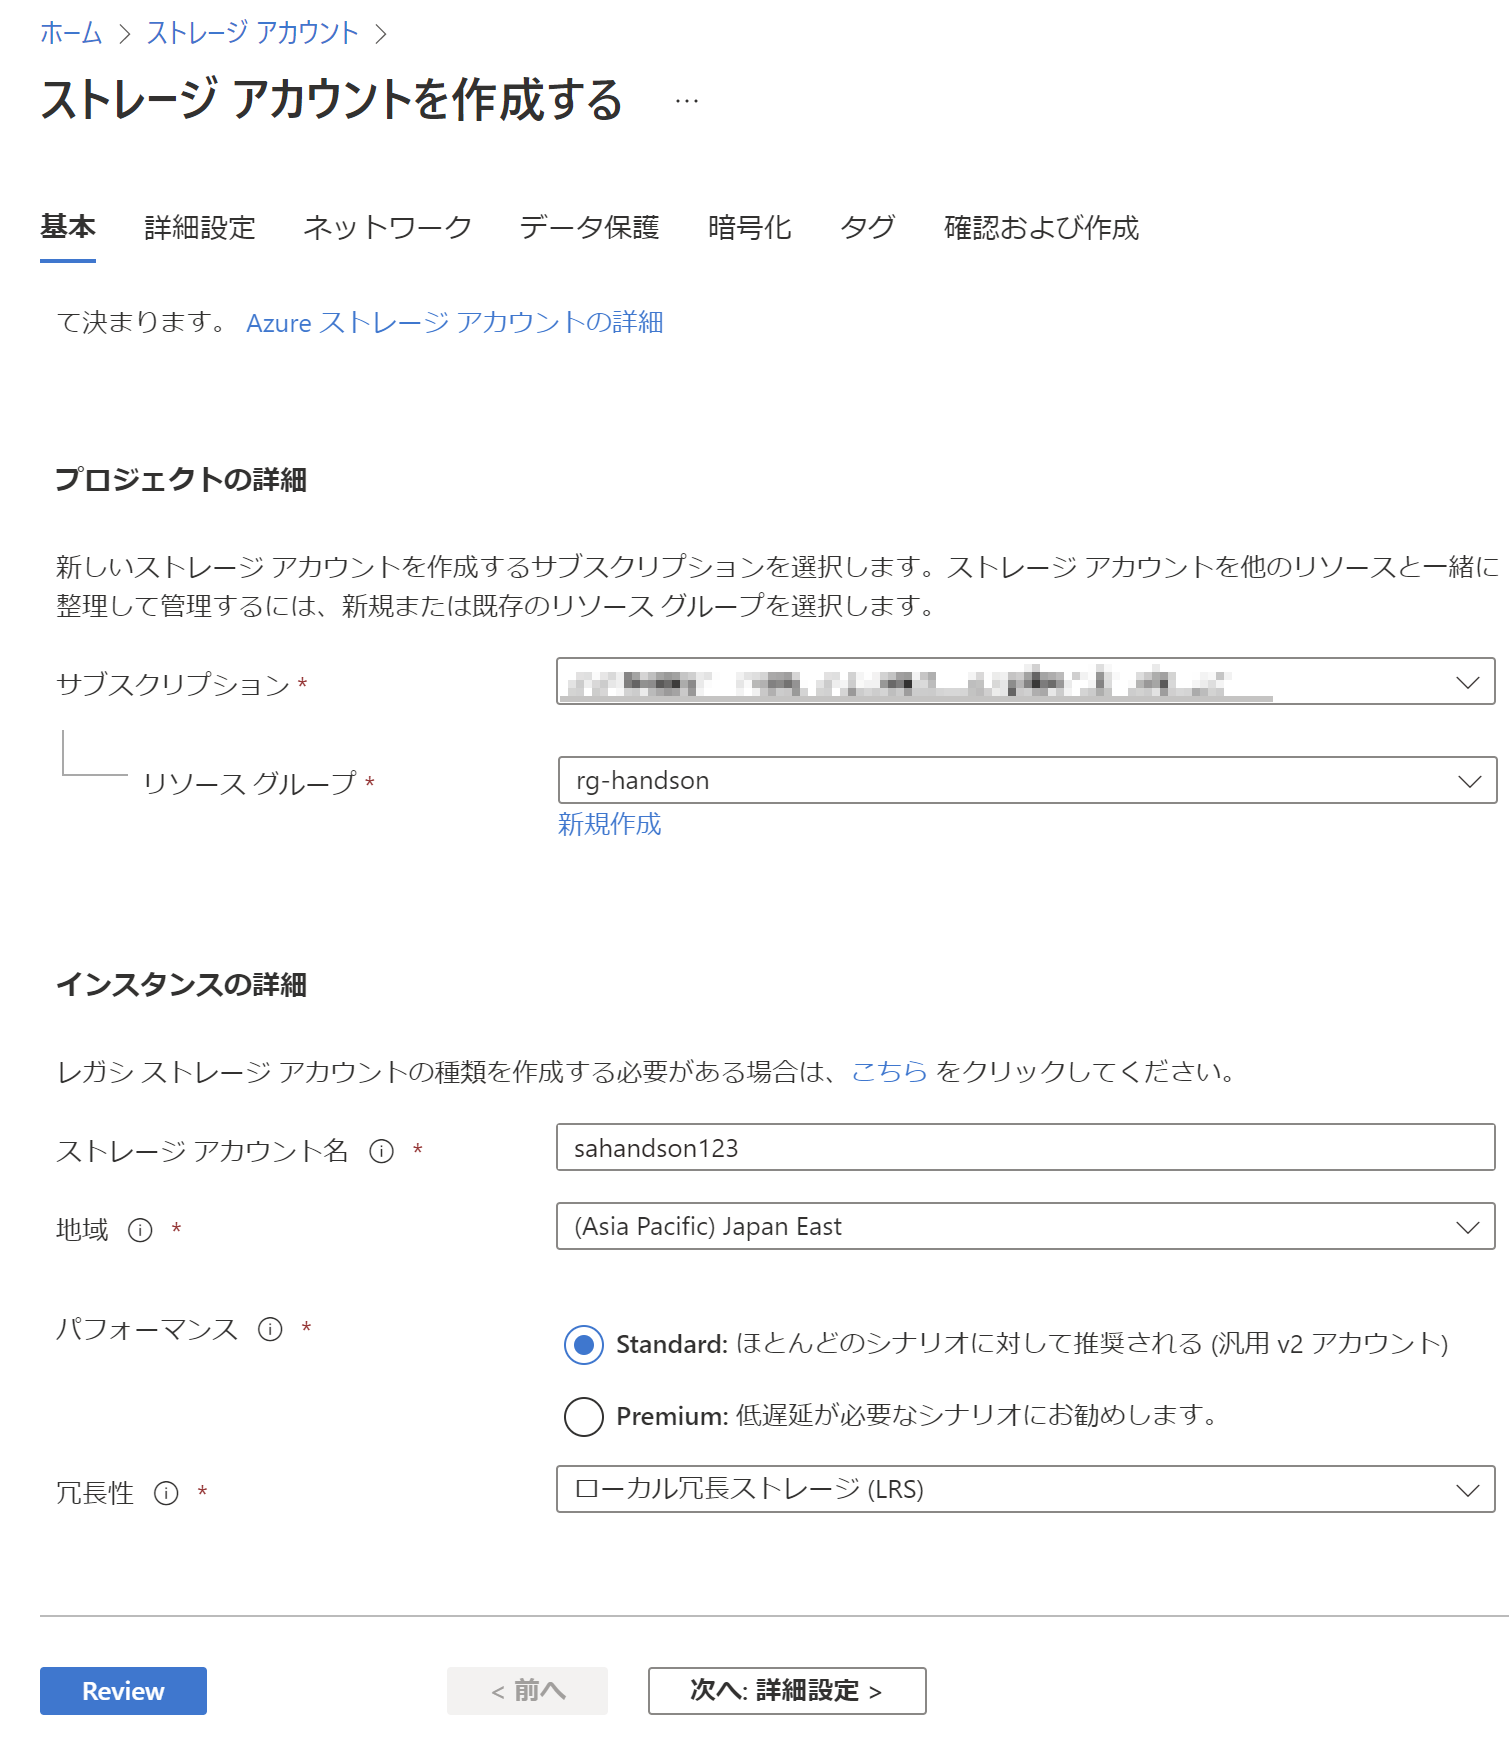 ホーム > ストレージ アカウント >
ストレージ アカウントを作成する ...
基本 詳細設定 ネットワーク データ保護 暗号化 タグ 確認および作成
て決まります。 Azure ストレージ アカウントの詳細
プロジェクトの詳細
新しいストレージ アカウントを作成するサブスクリプションを選択します。ストレージ アカウントを他のリソースと一緒に
整理して管理するには、新規または既存のリソース グループを選択します。
サブスクリプション *
リソース グループ * rg-handson
新規作成
インスタンスの詳細
レガシ ストレージ アカウントの種類を作成する必要がある場合は、こちら をクリックしてください。
ストレージ アカウント名 * sahandson123
地域 * (Asia Pacific) Japan East
パフォーマンス * Standard: ほとんどのシナリオに対して推奨される (汎用 v2 アカウント)
Premium: 低遅延が必要なシナリオにお勧めします。
冗長性 * ローカル冗長ストレージ (LRS)
Review < 前へ 次へ: 詳細設定 >